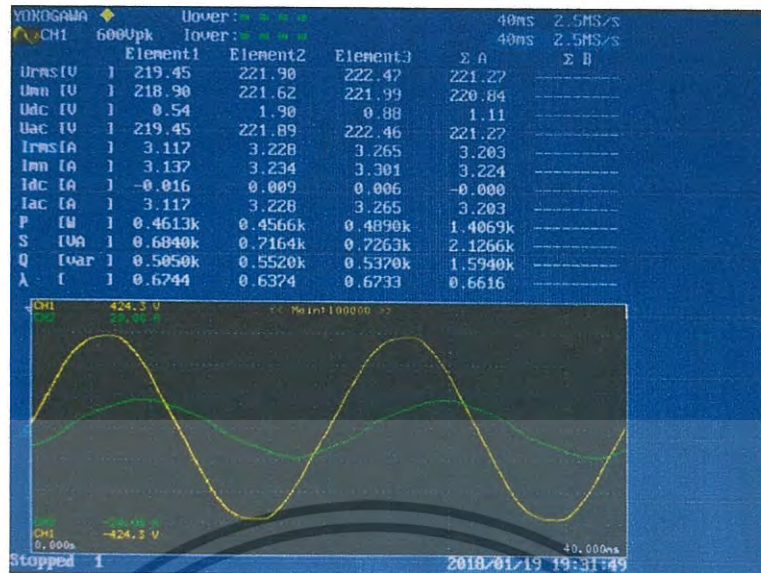 YOKOGAWA Uover: 40ms 2.5MS/s
CH1 600Vpk Iover: 40ms 2.5MS/s
Element1 Element2 Element3 Σ A Σ B
Urms[V ] 219.45 221.90 222.47 221.27 ----------
Umn [V ] 218.90 221.62 221.99 220.84 ----------
Udc [V ] 0.54 1.90 0.88 1.11 ----------
Uac [V ] 219.45 221.89 222.46 221.27 ----------
Irms[A ] 3.117 3.228 3.265 3.203 ----------
Imn [A ] 3.137 3.234 3.301 3.224 ----------
Idc [A ] -0.016 0.009 0.006 -0.000 ----------
Iac [A ] 3.117 3.228 3.265 3.203 ----------
P [W ] 0.4613k 0.4566k 0.4890k 1.4069k ----------
S [VA ] 0.6840k 0.7164k 0.7263k 2.1266k ----------
Q [var ] 0.5050k 0.5520k 0.5370k 1.5940k ----------
λ [ ] 0.6744 0.6374 0.6733 0.6616 ----------
CH1 424.3 V
CH2 << Main:100000 >>
CH2
CH1 -424.3 V
0.000s 40.000ms
Stopped 1 2018/01/19 19:31:49